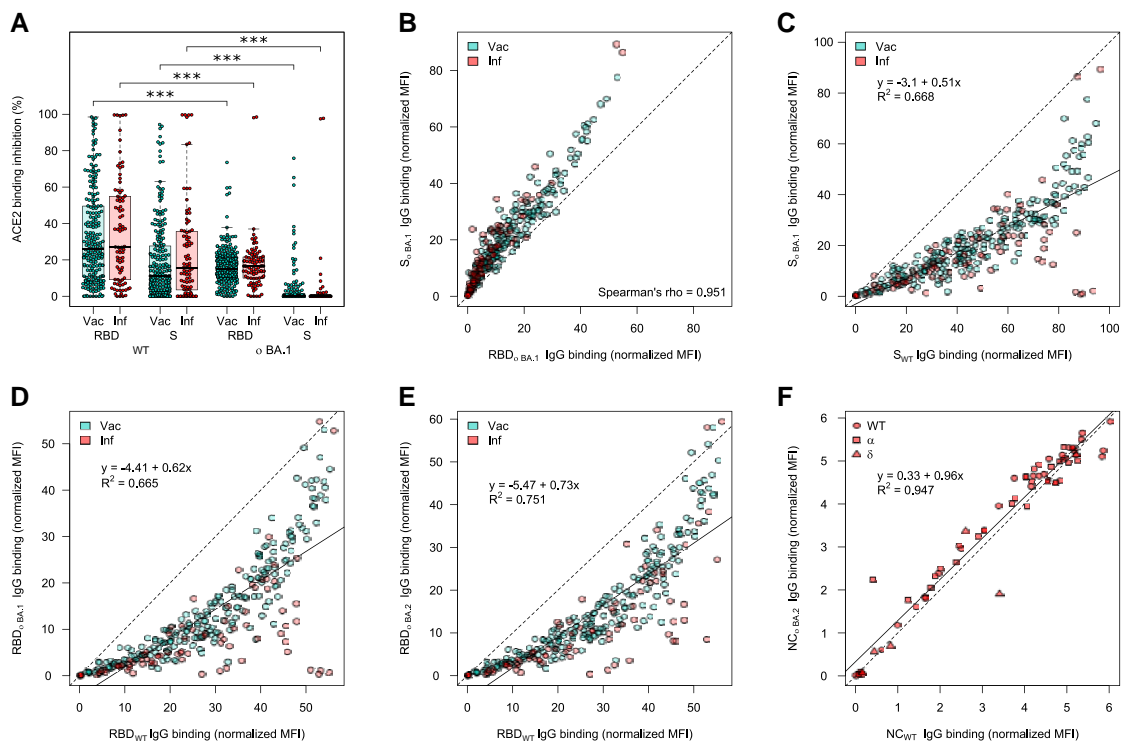 A
***
***
***
***
ACE2 binding inhibition (%)
100
80
60
40
20
0
Vac Inf Vac Inf Vac Inf Vac Inf
RBD S RBD S
WT o BA.1
B
Vac
Inf
S o BA.1 IgG binding (normalized MFI)
80
60
40
20
0
Spearman's rho = 0.951
0 20 40 60 80
RBD o BA.1 IgG binding (normalized MFI)
C
Vac
Inf
y = -3.1 + 0.51x
R² = 0.668
S o BA.1 IgG binding (normalized MFI)
100
80
60
40
20
0
0 20 40 60 80 100
S WT IgG binding (normalized MFI)
D
Vac
Inf
y = -4.41 + 0.62x
R² = 0.665
RBD o BA.1 IgG binding (normalized MFI)
50
40
30
20
10
0
0 10 20 30 40 50
RBD WT IgG binding (normalized MFI)
E
Vac
Inf
y = -5.47 + 0.73x
R² = 0.751
RBD o BA.2 IgG binding (normalized MFI)
60
50
40
30
20
10
0
0 10 20 30 40 50
RBD WT IgG binding (normalized MFI)
F
WT
α
δ
y = 0.33 + 0.96x
R² = 0.947
NC o BA.2 IgG binding (normalized MFI)
6
5
4
3
2
1
0
0 1 2 3 4 5 6
NC WT IgG binding (normalized MFI)